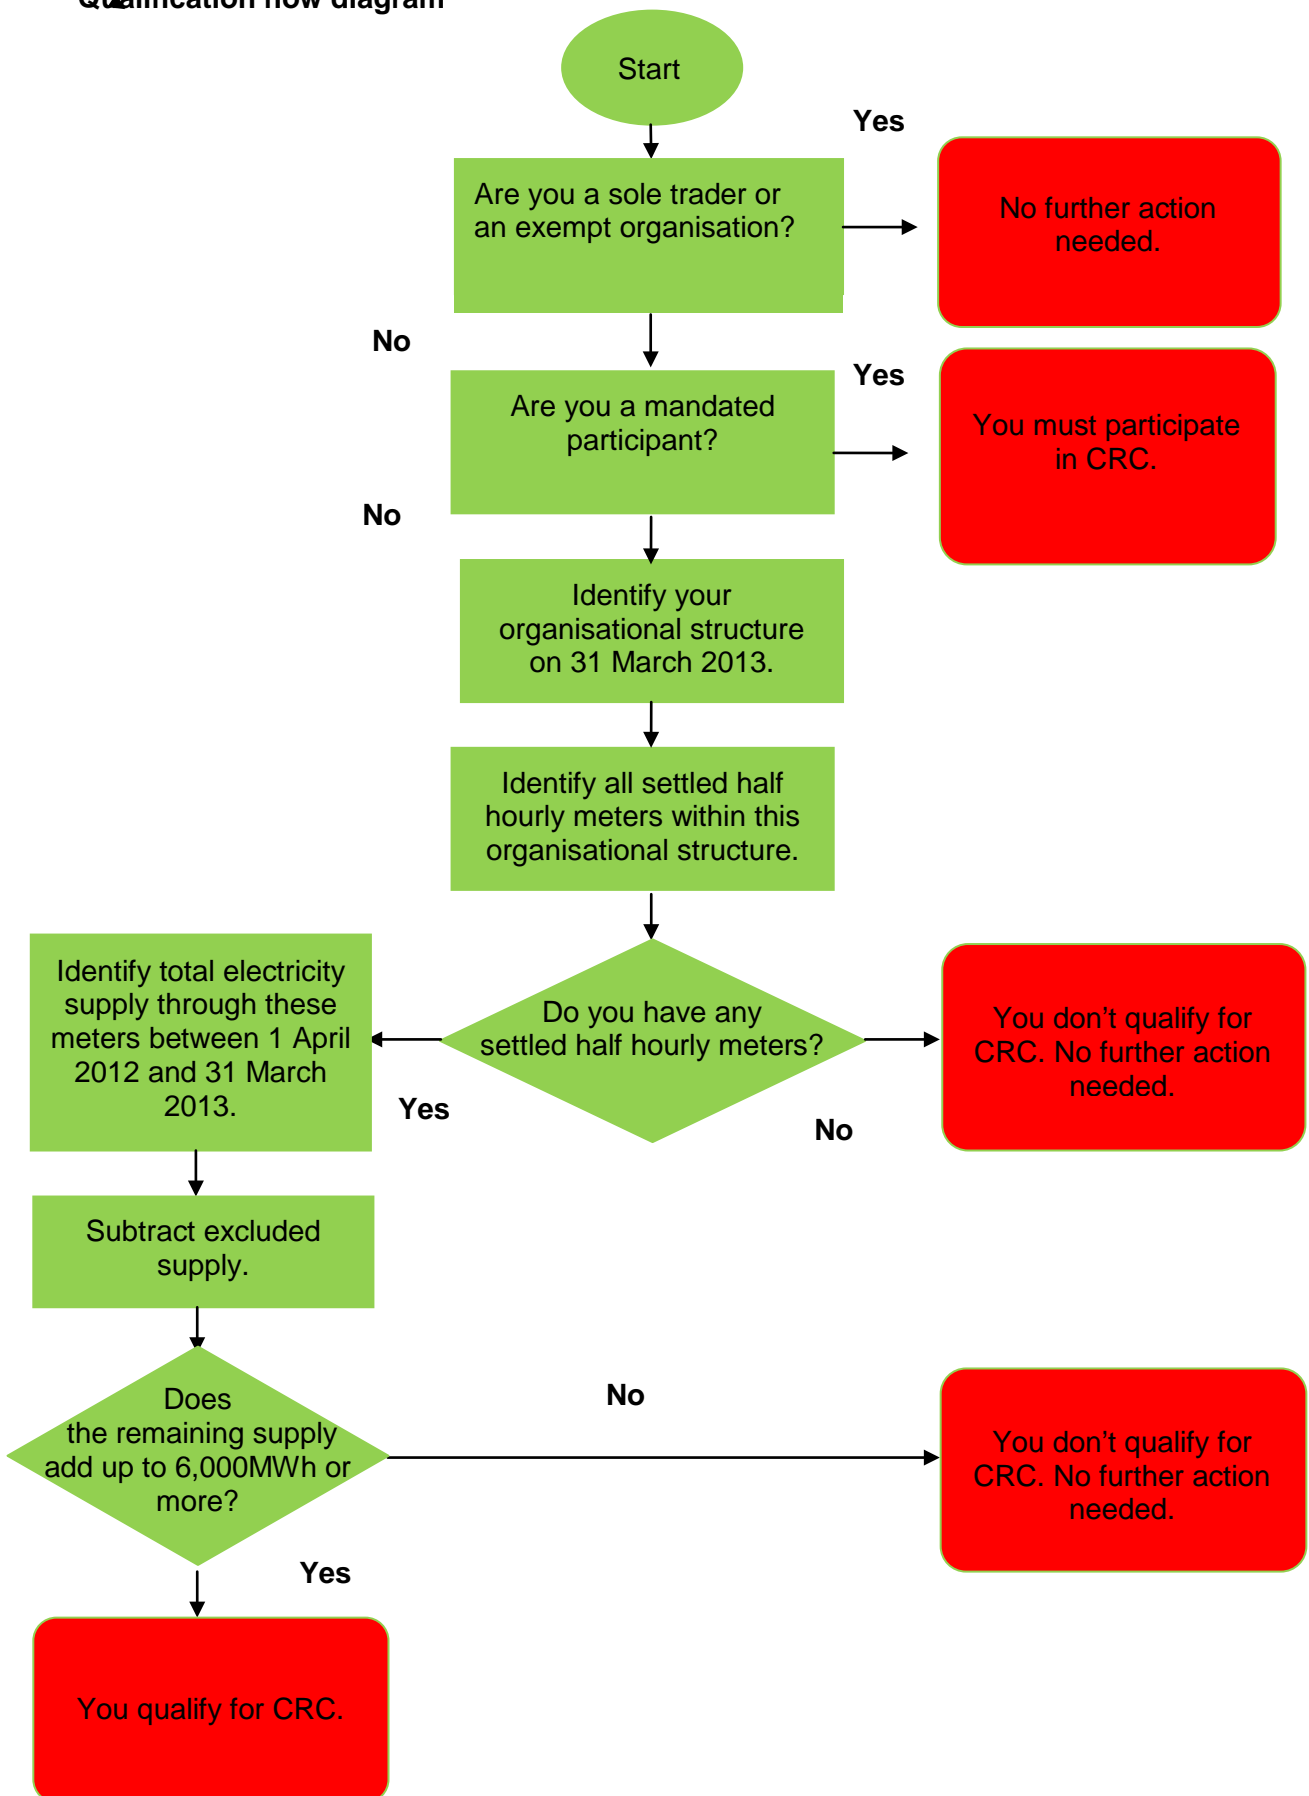 Qualification flow diagram
Start
Yes
Are you a sole trader or
an exempt organisation?
No further action
needed.
No
Yes
Are you a mandated
participant?
You must participate
in CRC.
No
Identify your
organisational structure
on 31 March 2013.
Identify all settled half
hourly meters within this
organisational structure.
Identify total electricity
supply through these
meters between 1 April
2012 and 31 March
2013.
Do you have any
settled half hourly meters?
You don’t qualify for
CRC. No further action
needed.
Yes
No
Subtract excluded
supply.
Does
the remaining supply
add up to 6,000MWh or
more?
No
You don’t qualify for
CRC. No further action
needed.
Yes
You qualify for CRC.